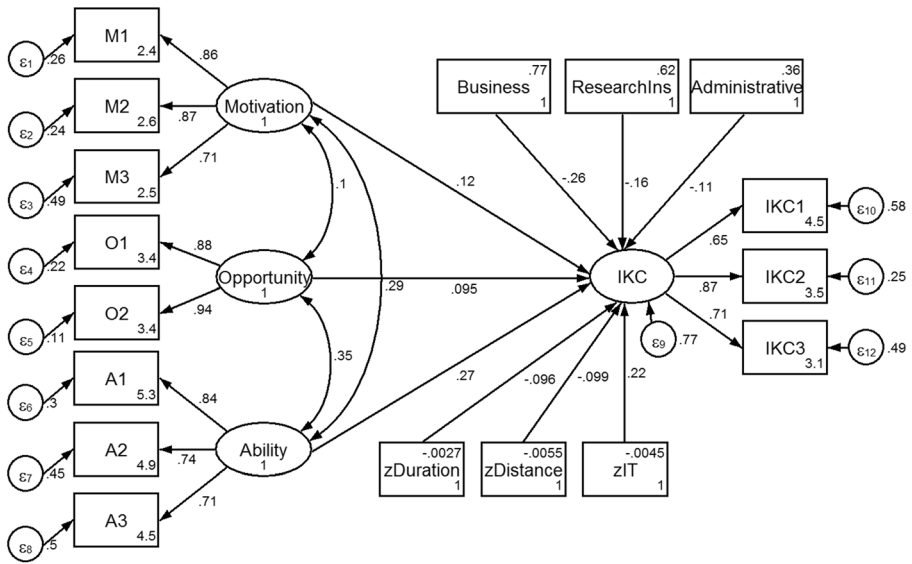 ε1
.26
M1
2.4
.86
ε2
.24
M2
2.6
.87
Motivation
1
ε3
.49
M3
2.5
.71
ε4
.22
O1
3.4
.88
Opportunity
1
ε5
.11
O2
3.4
.94
ε6
.3
A1
5.3
.84
ε7
.45
A2
4.9
.74
Ability
1
ε8
.5
A3
4.5
.71
.1
.29
.35
.12
.095
.27
.77
Business
1
.62
ResearchIns
1
.36
Administrative
1
-.26
-.16
-.11
IKC
ε9
.77
-.096
-.099
.22
-.0027
zDuration
1
-.0055
zDistance
1
-.0045
zIT
1
.65
IKC1
4.5
ε10
.58
.87
IKC2
3.5
ε11
.25
.71
IKC3
3.1
ε12
.49